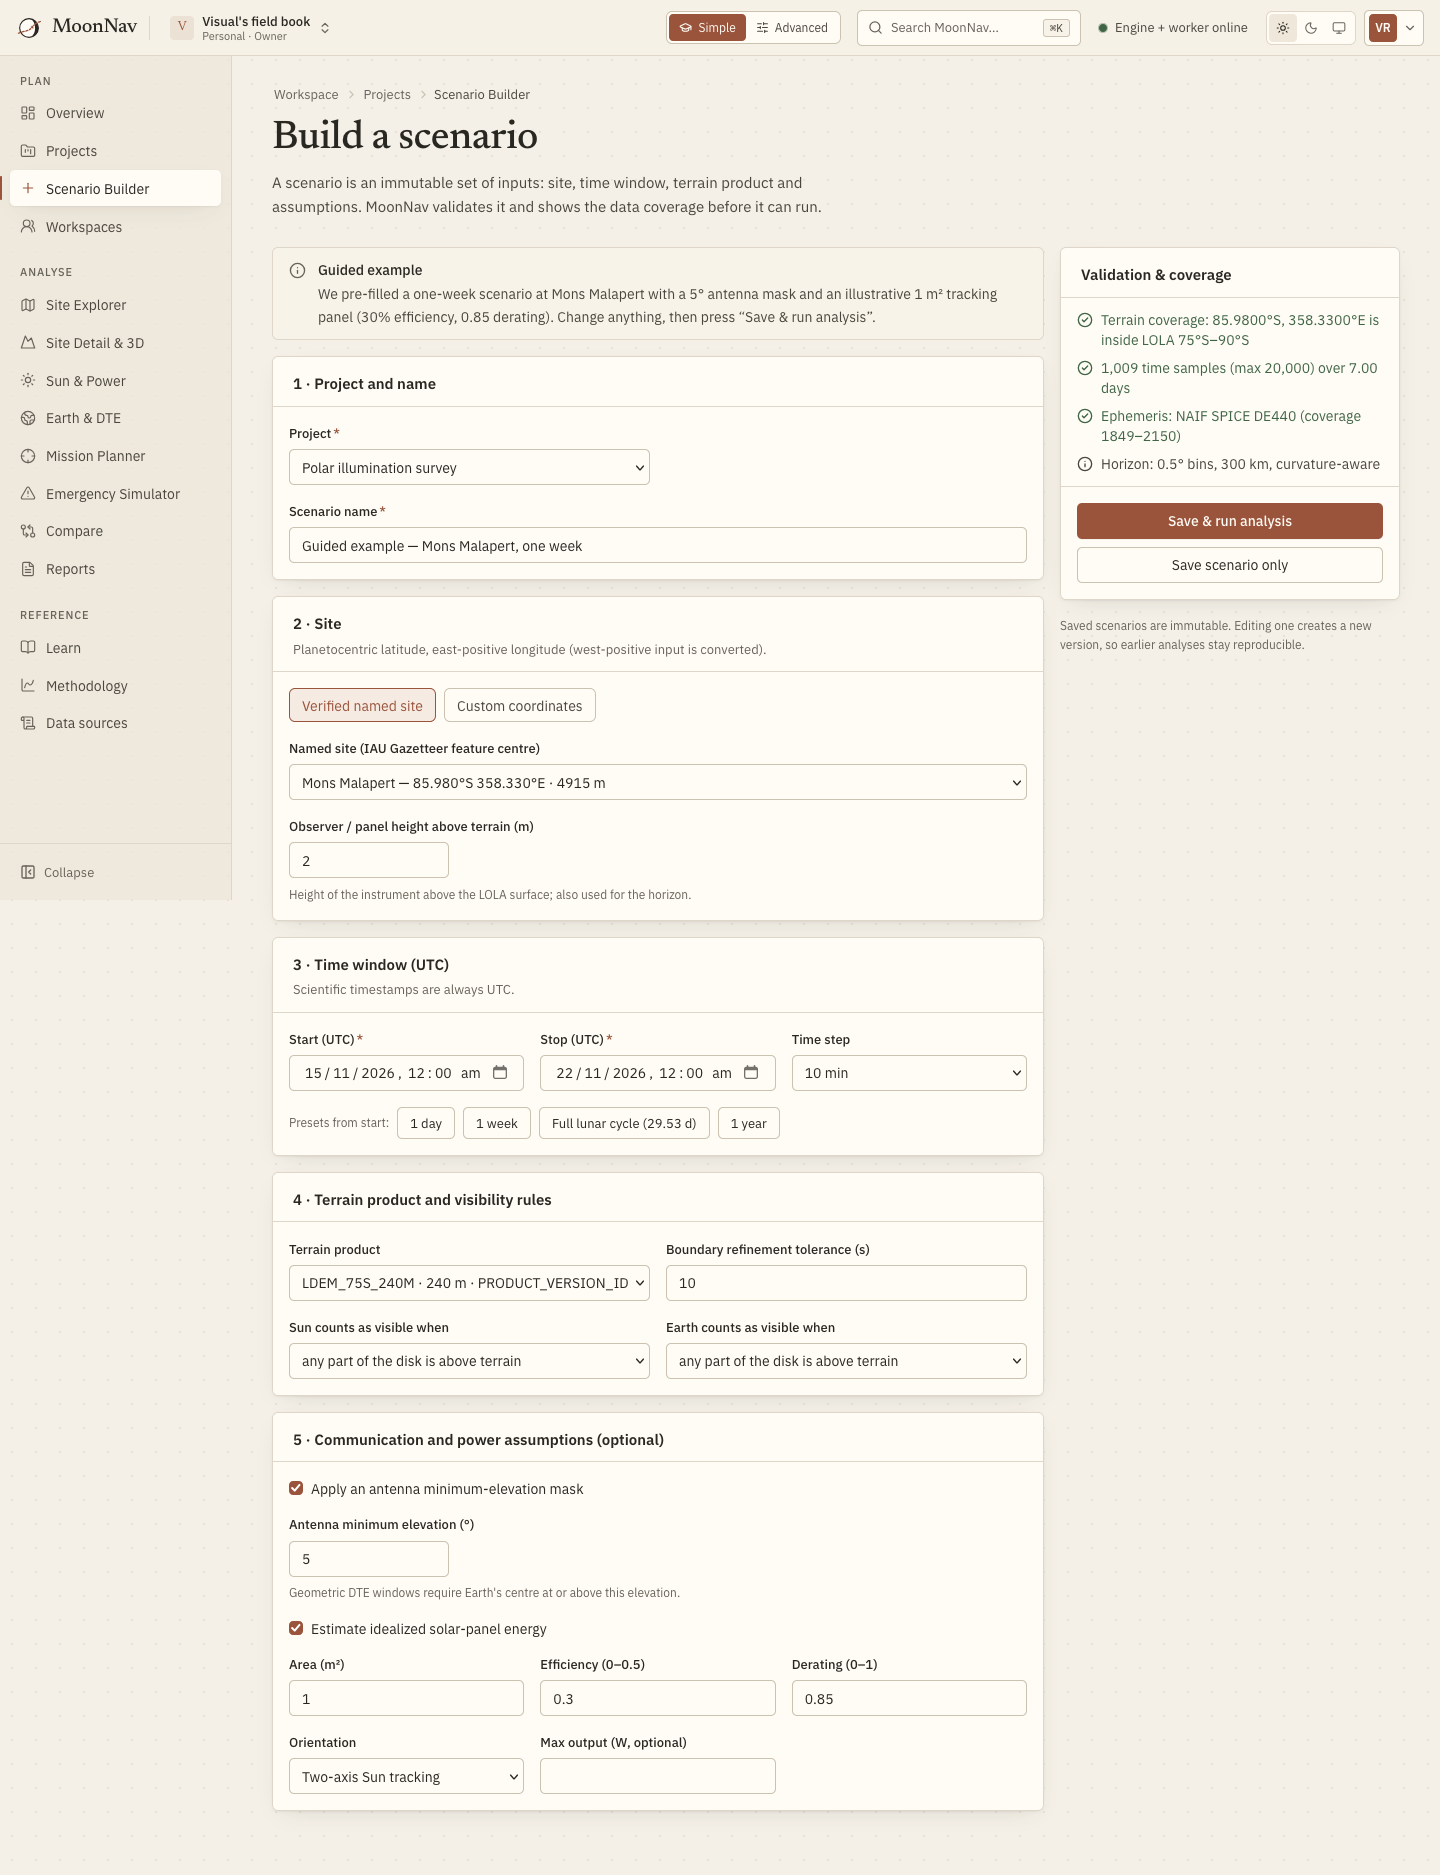 MoonNav
V
Visual's field book
Personal · Owner
Simple
Advanced
Search MoonNav...
⌘K
Engine + worker online
VR
PLAN
Overview
Projects
Scenario Builder
Workspaces
ANALYSE
Site Explorer
Site Detail & 3D
Sun & Power
Earth & DTE
Mission Planner
Emergency Simulator
Compare
Reports
REFERENCE
Learn
Methodology
Data sources
Collapse
Workspace > Projects > Scenario Builder
Build a scenario
A scenario is an immutable set of inputs: site, time window, terrain product and
assumptions. MoonNav validates it and shows the data coverage before it can run.
Guided example
We pre-filled a one-week scenario at Mons Malapert with a 5° antenna mask and an illustrative 1 m² tracking
panel (30% efficiency, 0.85 derating). Change anything, then press “Save & run analysis”.
1 · Project and name
Project *
Polar illumination survey
Scenario name *
Guided example — Mons Malapert, one week
2 · Site
Planetocentric latitude, east-positive longitude (west-positive input is converted).
Verified named site
Custom coordinates
Named site (IAU Gazetteer feature centre)
Mons Malapert — 85.980°S 358.330°E · 4915 m
Observer / panel height above terrain (m)
2
Height of the instrument above the LOLA surface; also used for the horizon.
3 · Time window (UTC)
Scientific timestamps are always UTC.
Start (UTC) *
Stop (UTC) *
Time step
15/11/2026, 12:00 am
22/11/2026, 12:00 am
10 min
Presets from start:
1 day
1 week
Full lunar cycle (29.53 d)
1 year
4 · Terrain product and visibility rules
Terrain product
Boundary refinement tolerance (s)
LDEM_75S_240M · 240 m · PRODUCT_VERSION_ID
10
Sun counts as visible when
Earth counts as visible when
any part of the disk is above terrain
any part of the disk is above terrain
5 · Communication and power assumptions (optional)
Apply an antenna minimum-elevation mask
Antenna minimum elevation (°)
5
Geometric DTE windows require Earth's centre at or above this elevation.
Estimate idealized solar-panel energy
Area (m²)
Efficiency (0–0.5)
Derating (0–1)
1
0.3
0.85
Orientation
Max output (W, optional)
Two-axis Sun tracking
Validation & coverage
Terrain coverage: 85.9800°S, 358.3300°E is
inside LOLA 75°S–90°S
1,009 time samples (max 20,000) over 7.00
days
Ephemeris: NAIF SPICE DE440 (coverage
1849–2150)
Horizon: 0.5° bins, 300 km, curvature-aware
Save & run analysis
Save scenario only
Saved scenarios are immutable. Editing one creates a new
version, so earlier analyses stay reproducible.